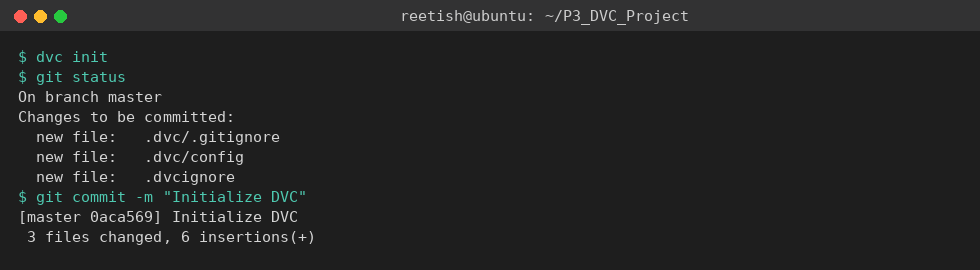 reetish@ubuntu: ~/P3_DVC_Project
$ dvc init
$ git status
On branch master
Changes to be committed:
  new file:   .dvc/.gitignore
  new file:   .dvc/config
  new file:   .dvcignore
$ git commit -m "Initialize DVC"
[master 0aca569] Initialize DVC
 3 files changed, 6 insertions(+)